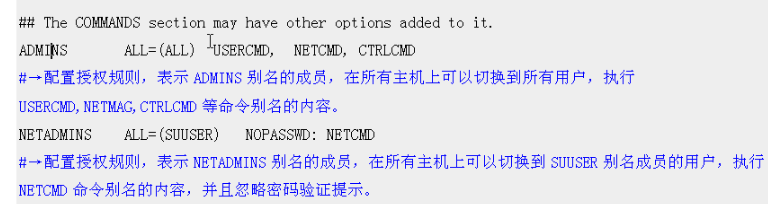 ## The COMMANDS section may have other options added to it.
ADMINS ALL=(ALL) USERCMD, NETCMD, CTRLCMD
#→配置授权规则，表示 ADMINS 别名的成员，在所有主机上可以切换到所有用户，执行
USERCMD,NETMAG,CTRLCMD 等命令别名的内容。
NETADMINS ALL=(SUUSER) NOPASSWD: NETCMD
#→配置授权规则，表示 NETADMINS 别名的成员，在所有主机上可以切换到 SUUSER 别名成员的用户，执行
NETCMD 命令别名的内容，并且忽略密码验证提示。